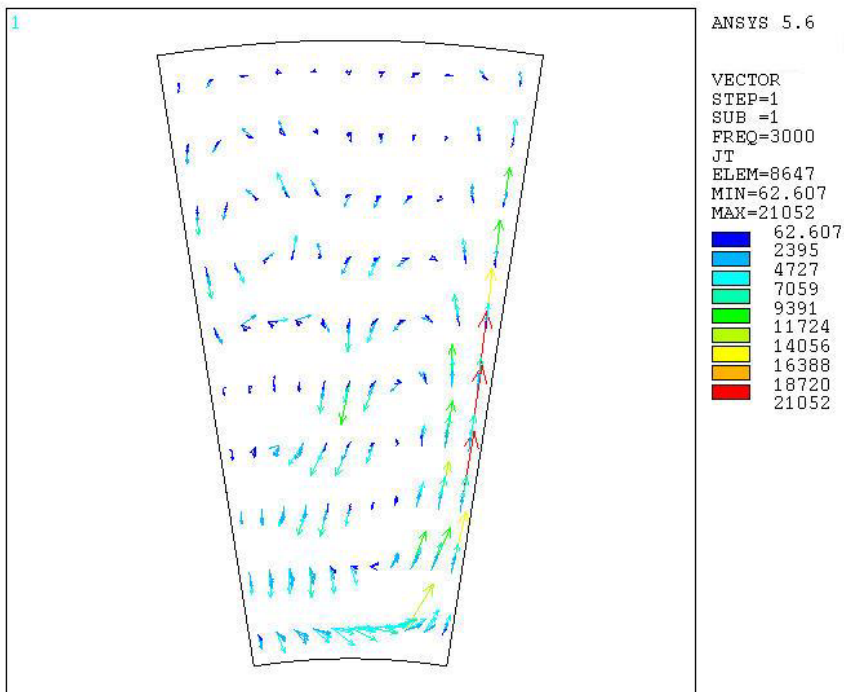 1
ANSYS 5.6
VECTOR
STEP=1
SUB =1
FREQ=3000
JT
ELEM=8647
MIN=62.607
MAX=21052
62.607
2395
4727
7059
9391
11724
14056
16388
18720
21052